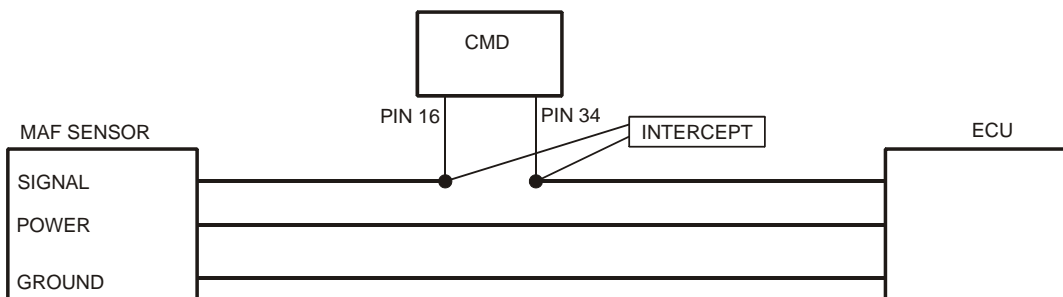 CMD
PIN 16
PIN 34
INTERCEPT
MAF SENSOR
ECU
SIGNAL
POWER
GROUND